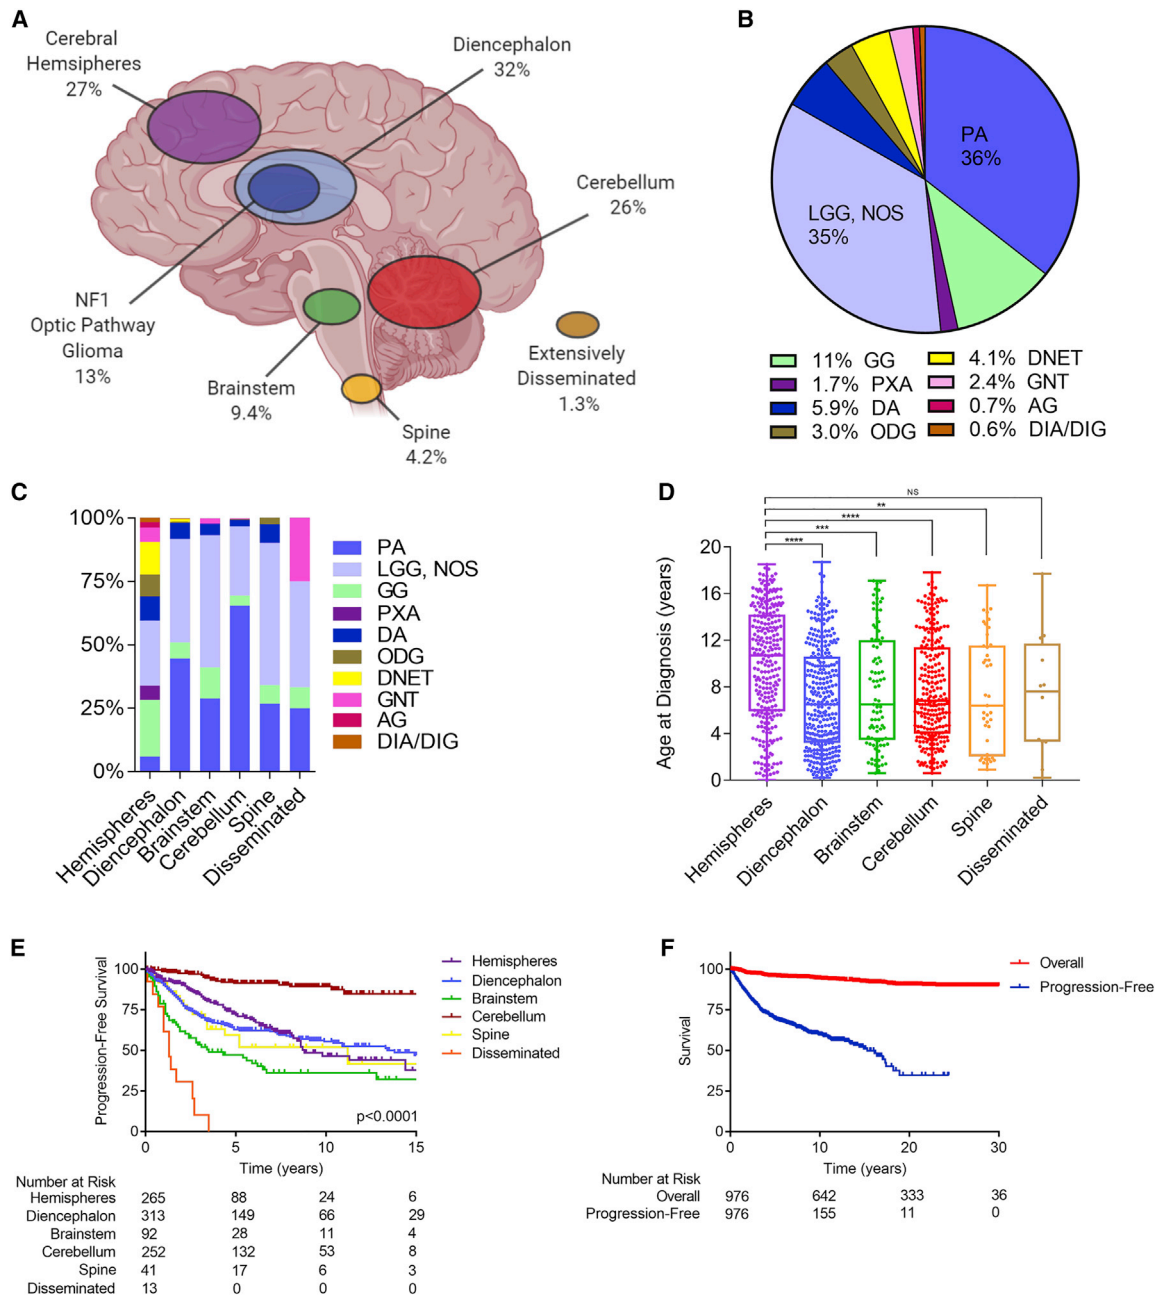 A
Cerebral
Hemsipheres
27%
Diencephalon
32%
Cerebellum
26%
NF1
Optic Pathway
Glioma
13%
Brainstem
9.4%
Spine
4.2%
Extensively
Disseminated
1.3%
B
PA
36%
LGG, NOS
35%
11% GG
1.7% PXA
5.9% DA
3.0% ODG
4.1% DNET
2.4% GNT
0.7% AG
0.6% DIA/DIG
C
100%
75%
50%
25%
0%
Hemispheres
Diencephalon
Brainstem
Cerebellum
Spine
Disseminated
PA
LGG, NOS
GG
PXA
DA
ODG
DNET
GNT
AG
DIA/DIG
D
Age at Diagnosis (years)
20
16
12
8
4
0
NS
**
****
***
****
Hemispheres
Diencephalon
Brainstem
Cerebellum
Spine
Disseminated
E
Progression-Free Survival
100
75
50
25
0
0 5 10 15
Time (years)
p<0.0001
Hemispheres
Diencephalon
Brainstem
Cerebellum
Spine
Disseminated
Number at Risk
Hemispheres 265 88 24 6
Diencephalon 313 149 66 29
Brainstem 92 28 11 4
Cerebellum 252 132 53 8
Spine 41 17 6 3
Disseminated 13 0 0 0
F
Survival
100
75
50
25
0
0 10 20 30
Time (years)
Overall
Progression-Free
Number at Risk
Overall 976 642 333 36
Progression-Free 976 155 11 0